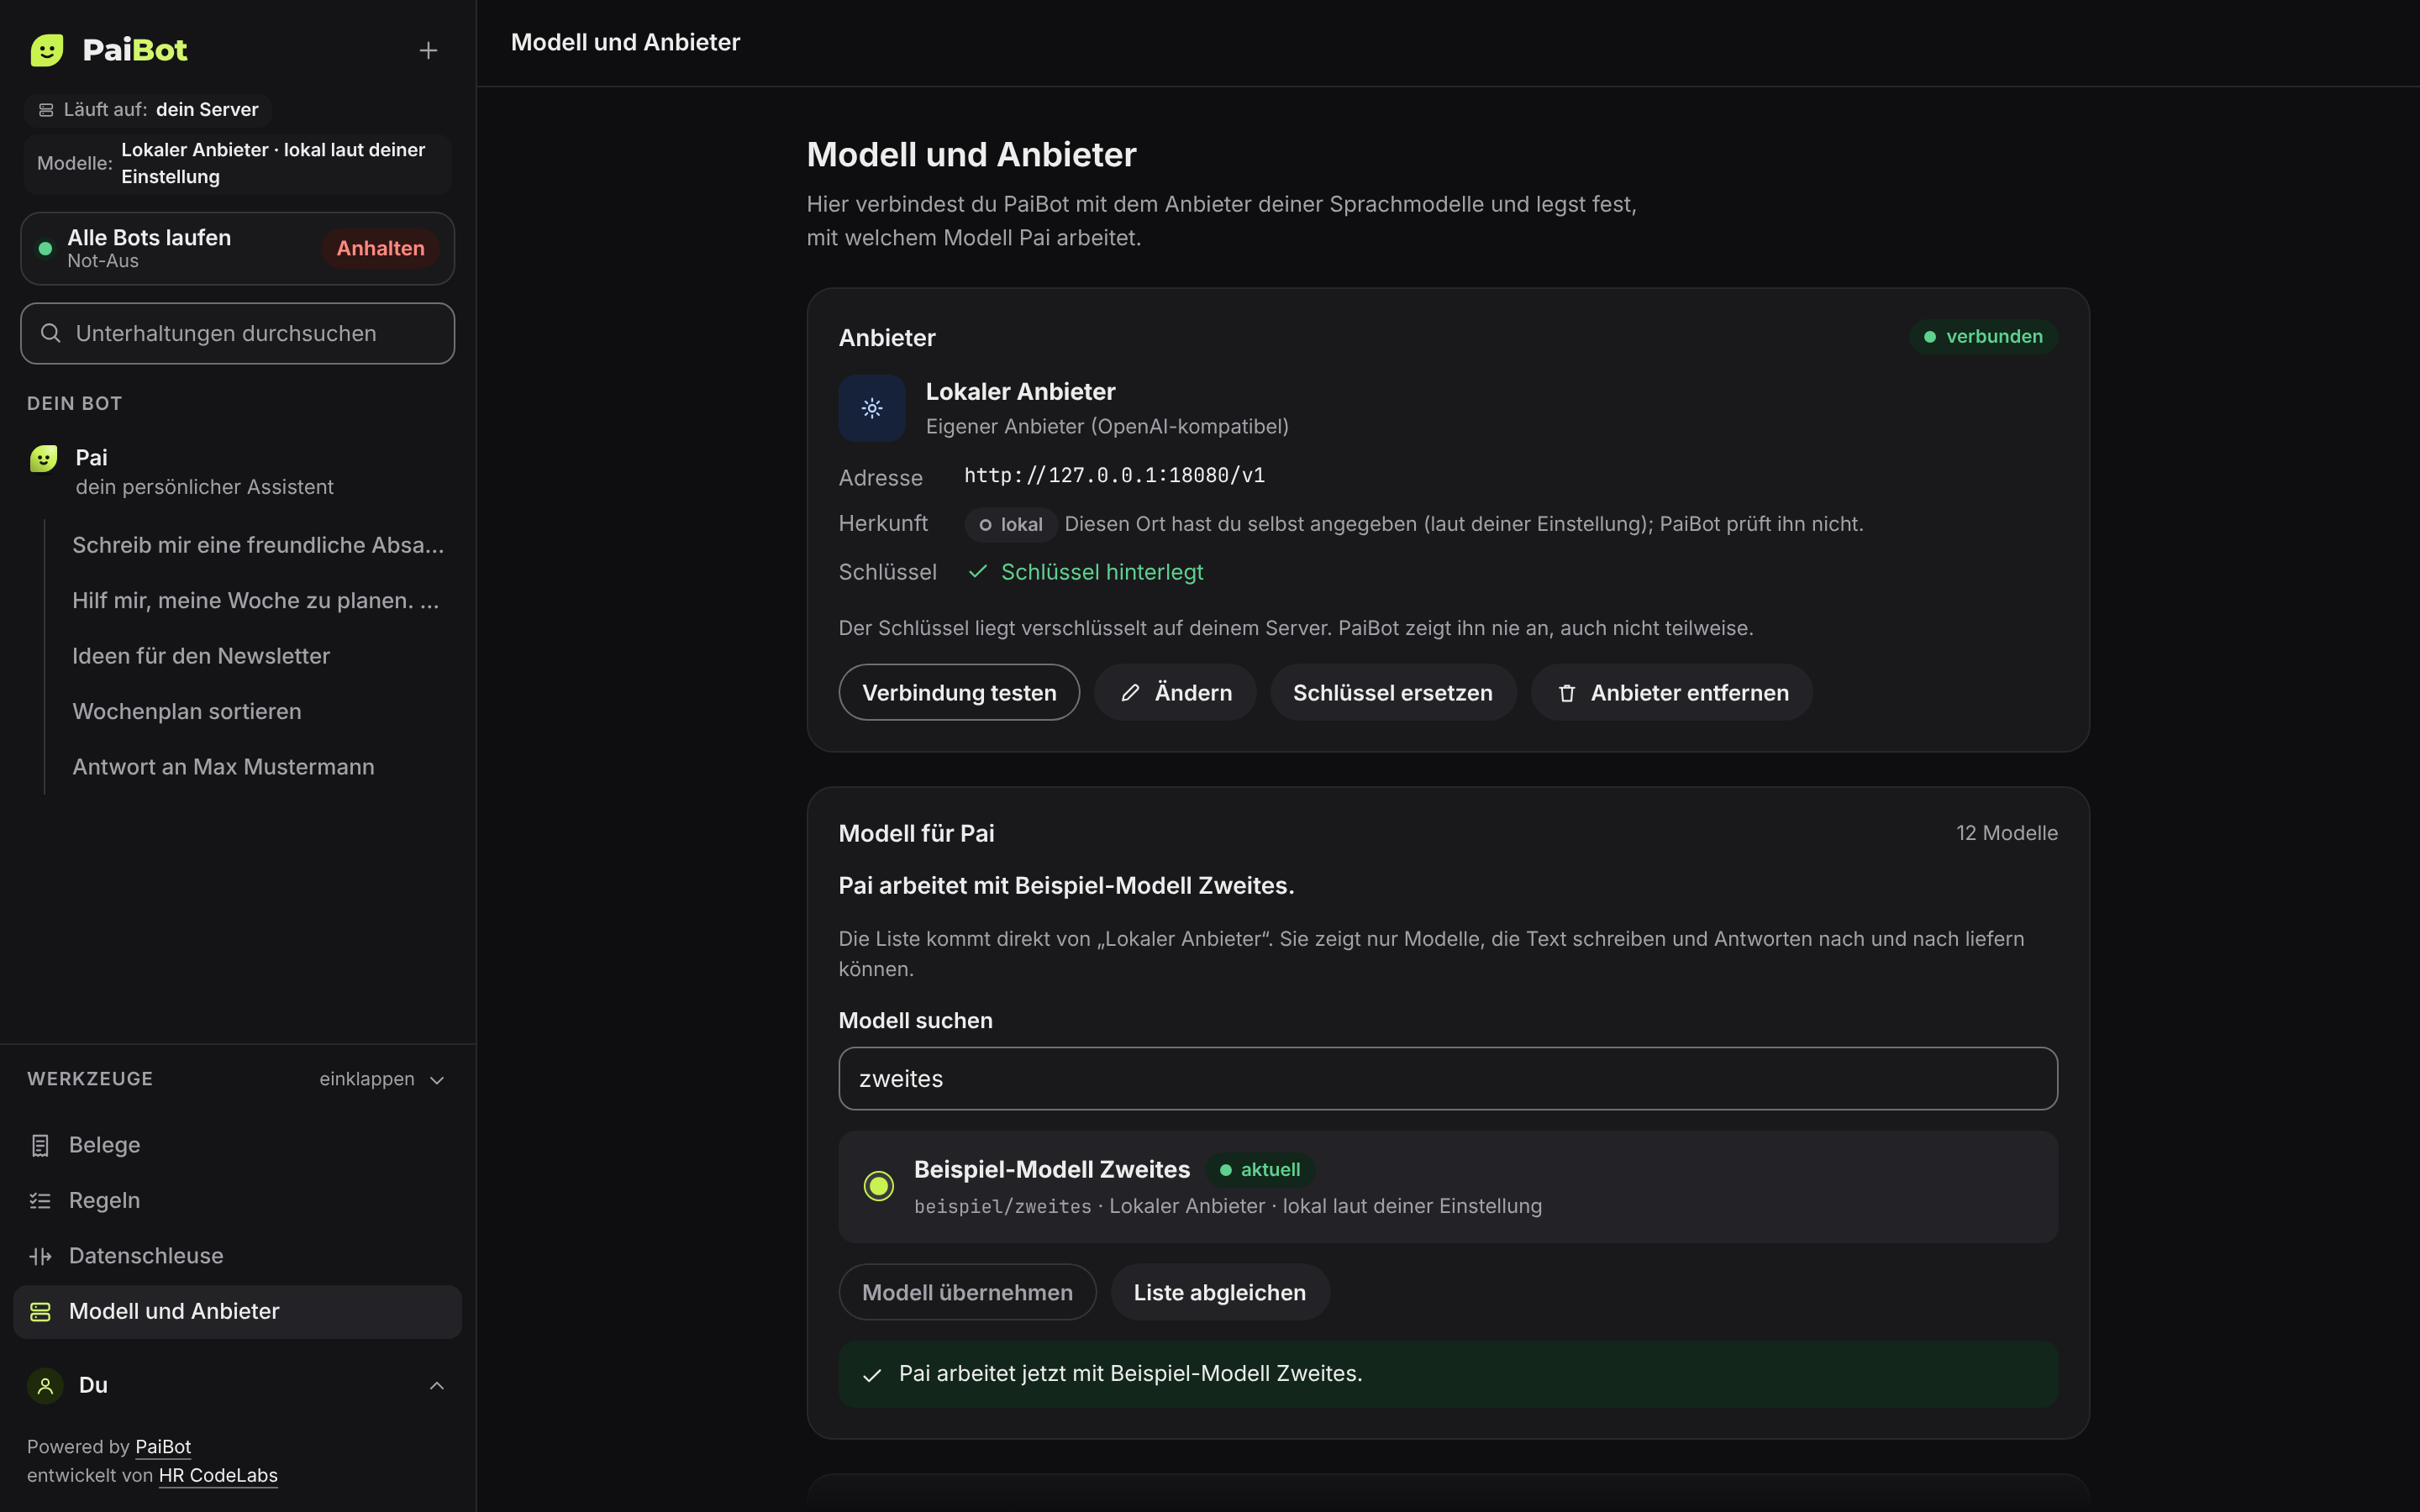 PaiBot
Läuft auf: dein Server
Modelle: Lokaler Anbieter · lokal laut deiner
Einstellung
Alle Bots laufen
Not-Aus
Anhalten
Unterhaltungen durchsuchen
DEIN BOT
Pai
dein persönlicher Assistent
Schreib mir eine freundliche Absa...
Hilf mir, meine Woche zu planen. ...
Ideen für den Newsletter
Wochenplan sortieren
Antwort an Max Mustermann
WERKZEUGE
einklappen
Belege
Regeln
Datenschleuse
Modell und Anbieter
Du
Powered by PaiBot
entwickelt von HR CodeLabs
Modell und Anbieter
Modell und Anbieter
Hier verbindest du PaiBot mit dem Anbieter deiner Sprachmodelle und legst fest,
mit welchem Modell Pai arbeitet.
Anbieter
verbunden
Lokaler Anbieter
Eigener Anbieter (OpenAI-kompatibel)
Adresse http://127.0.0.1:18080/v1
Herkunft lokal Diesen Ort hast du selbst angegeben (laut deiner Einstellung); PaiBot prüft ihn nicht.
Schlüssel Schlüssel hinterlegt
Der Schlüssel liegt verschlüsselt auf deinem Server. PaiBot zeigt ihn nie an, auch nicht teilweise.
Verbindung testen Ändern Schlüssel ersetzen Anbieter entfernen
Modell für Pai
12 Modelle
Pai arbeitet mit Beispiel-Modell Zweites.
Die Liste kommt direkt von „Lokaler Anbieter“. Sie zeigt nur Modelle, die Text schreiben und Antworten nach und nach liefern
können.
Modell suchen
zweites
Beispiel-Modell Zweites aktuell
beispiel/zweites · Lokaler Anbieter · lokal laut deiner Einstellung
Modell übernehmen Liste abgleichen
Pai arbeitet jetzt mit Beispiel-Modell Zweites.